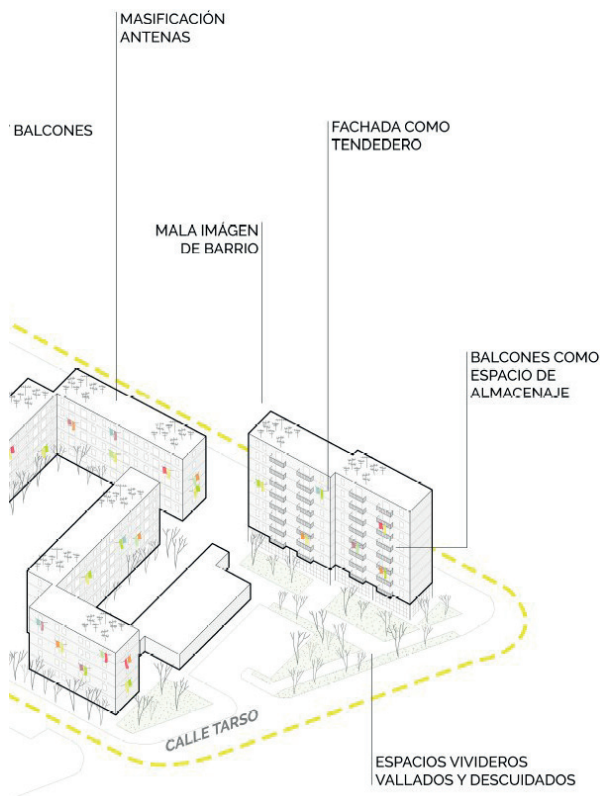 MASIFICACIÓN
ANTENAS
BALCONES
FACHADA COMO
TENDEDERO
MALA IMÁGEN
DE BARRIO
BALCONES COMO
ESPACIO DE
ALMACENAJE
CALLE TARSO
ESPACIOS VIVIDEROS
VALLADOS Y DESCUIDADOS